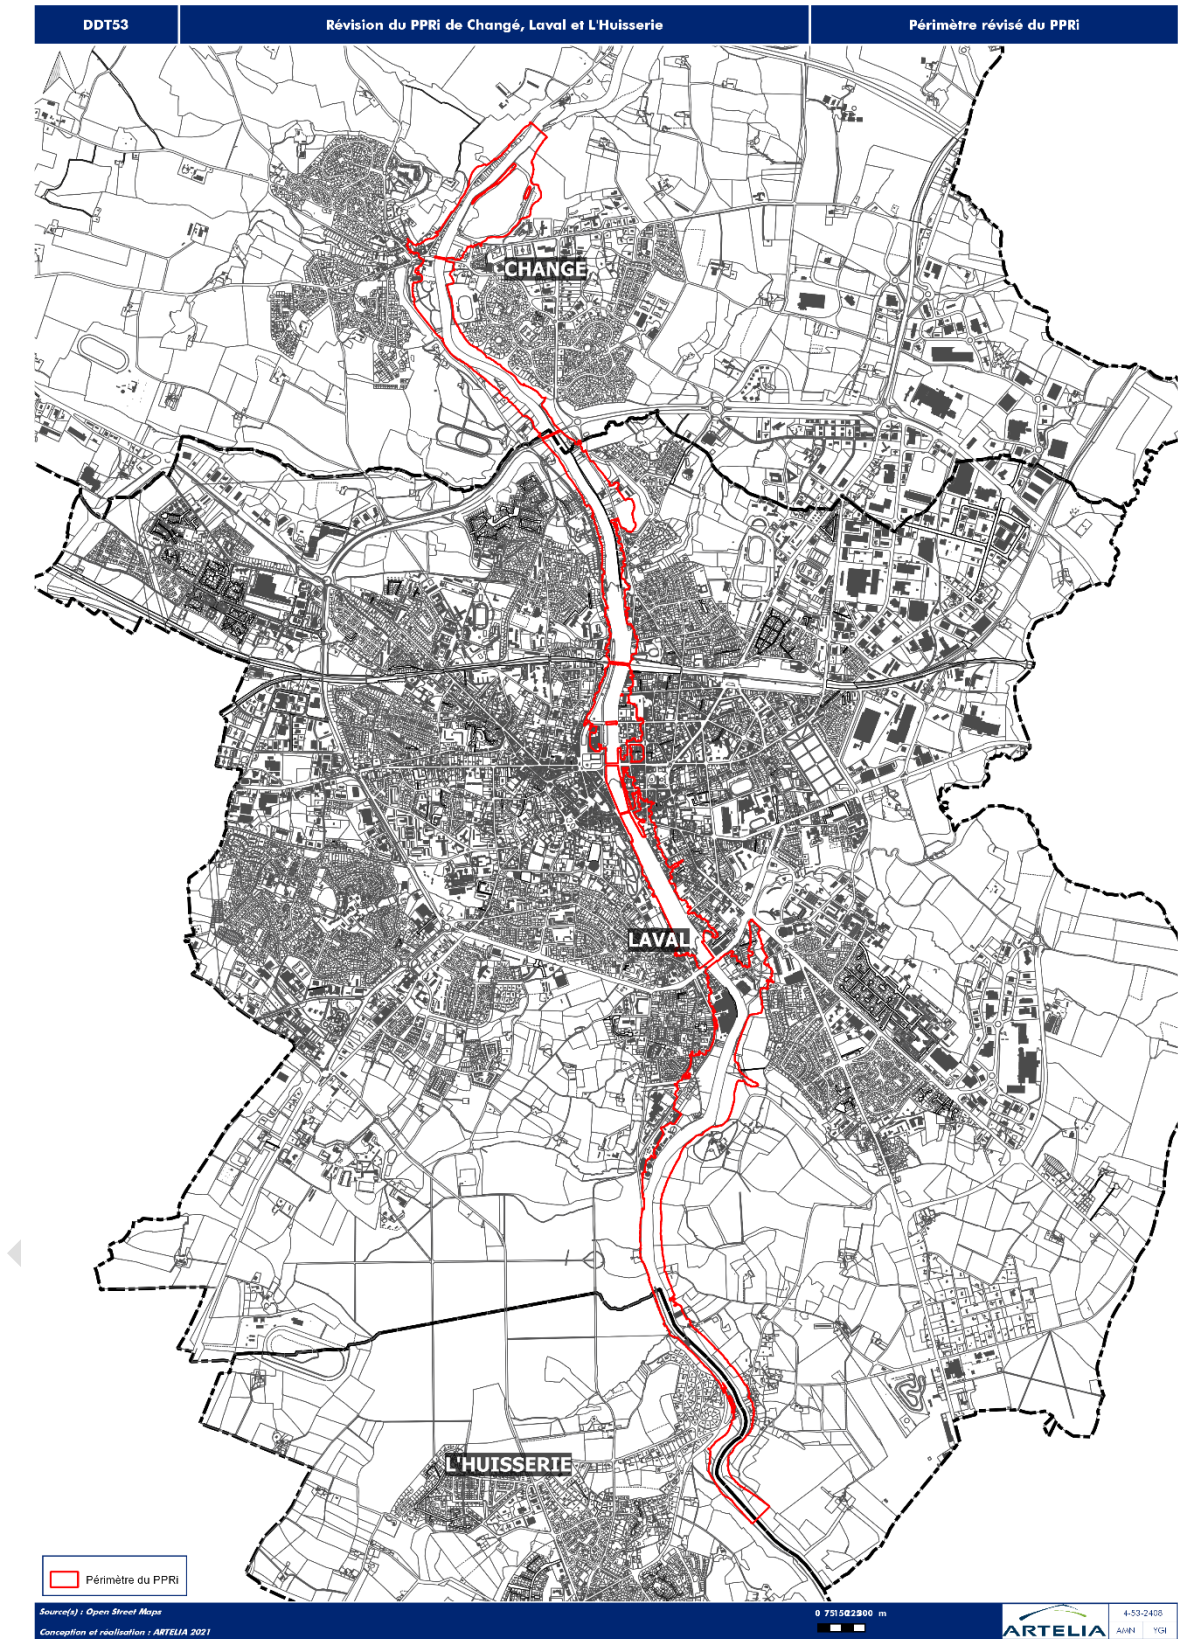 DDT53
Révision du PPRi de Changé, Laval et L'Huisserie
Périmètre révisé du PPRi
CHANGE
LAVAL
L'HUISSERIE
Périmètre du PPRi
Source(s) : Open Street Maps
Conception et réalisation : ARTELIA 2021
m
ARTELIA
4-53-2408
AMN
YGI